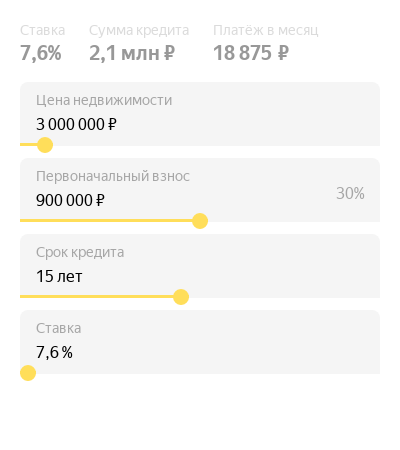 Ставка Сумма кредита Платёж в месяц
7,6% 2,1 млн ₽ 18 875 ₽
Цена недвижимости
3 000 000 ₽
Первоначальный взнос
900 000 ₽ 30%
Срок кредита
15 лет
Ставка
7,6 %